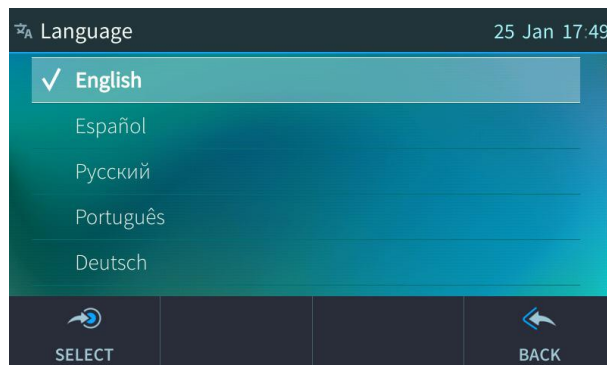 Language
25 Jan 17:49
English
Español
Русский
Português
Deutsch
SELECT
BACK